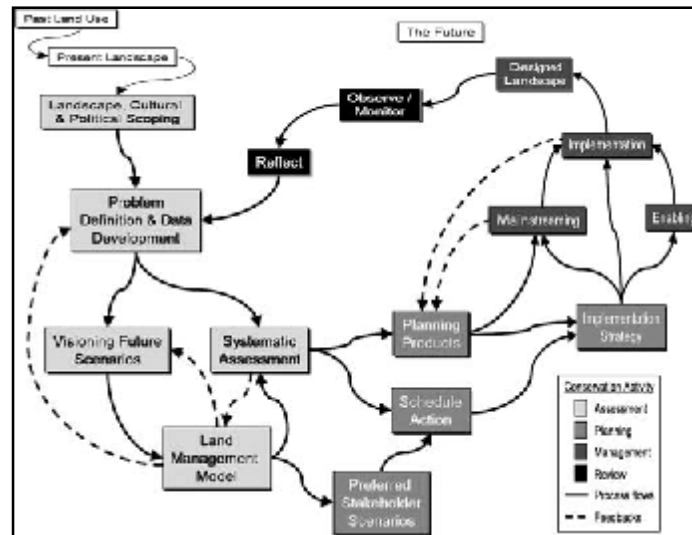 Past Land Use
Present Landscape
The Future
Landscape, Cultural
& Political Scoping
Designed
Landscape
Observe /
Monitor
Reflect
Implementation
Problem
Definition & Data
Development
Mainstreaming
Enabling
Visioning Future
Scenarios
Systematic
Assessment
Planning
Products
Implementation
Strategy
Schedule
Action
Land
Management
Model
Preferred
Stakeholder
Scenarios
Conservation Activity
Assessment
Planning
Management
Review
Process flows
Feedbacks